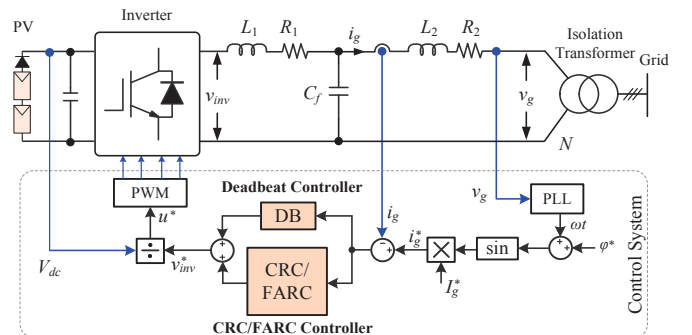 PV
Inverter
L1
R1
ig
L2
R2
Isolation
Transformer
Grid
vinv
Cf
vg
N
PWM
u*
Deadbeat Controller
DB
÷
Vdc
v*inv
+
+
CRC/
FARC
CRC/FARC Controller
ig
−
+
i*g
×
I*g
sin
vg
PLL
ωt
+
+
φ*
Control System